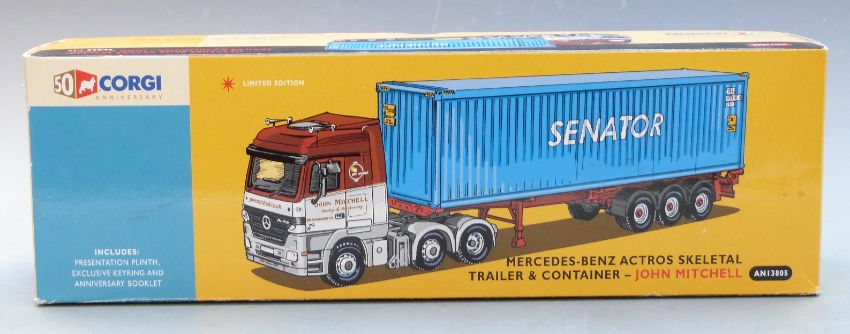 50 CORGI
ANNIVERSARY
LIMITED EDITION
SENATOR
JOHN MITCHELL
INCLUDES:
PRESENTATION PLINTH,
EXCLUSIVE KEYRING AND
ANNIVERSARY BOOKLET
MERCEDES-BENZ ACTROS SKELETAL
TRAILER & CONTAINER – JOHN MITCHELL
AN13805